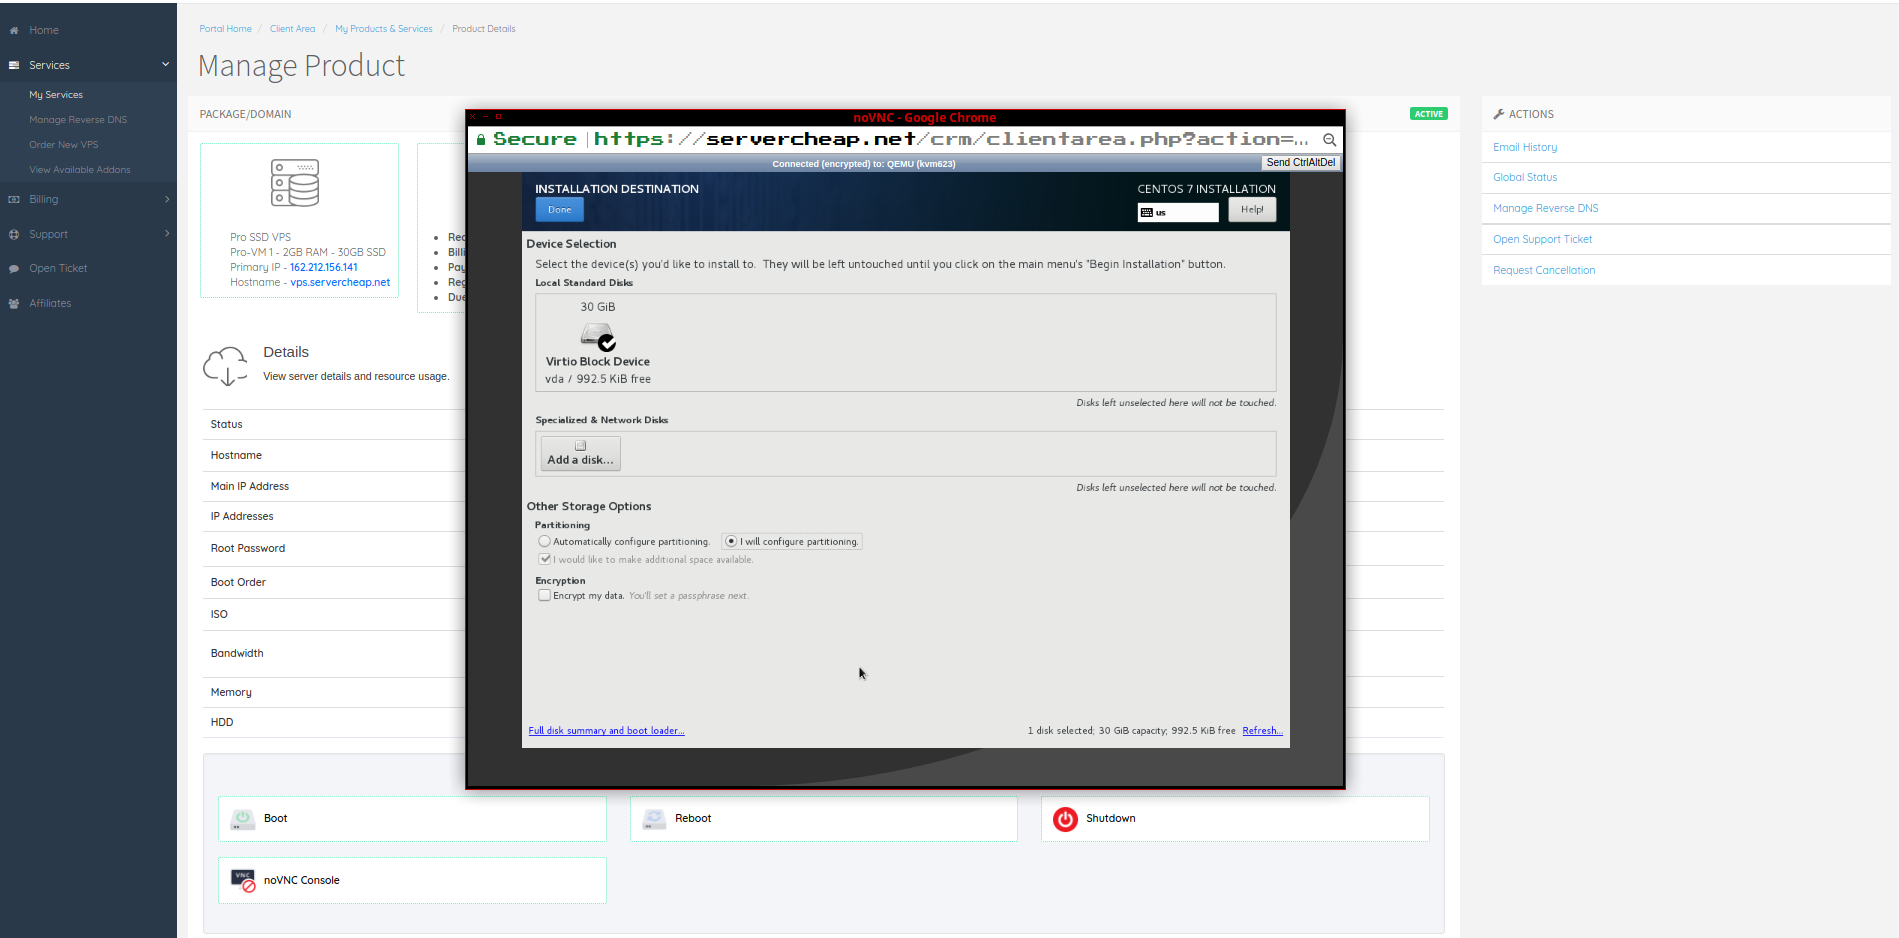 Home
Services
My Services
Manage Reverse DNS
Order New VPS
View Available Addons
Billing
Support
Open Ticket
Affiliates
Portal Home / Client Area / My Products & Services / Product Details
Manage Product
PACKAGE/DOMAIN
ACTIVE
Pro SSD VPS
Pro-VM 1 - 2GB RAM - 30GB SSD
Primary IP - 162.212.156.141
Hostname - vps.servercheap.net
Details
View server details and resource usage.
Status
Hostname
Main IP Address
IP Addresses
Root Password
Boot Order
ISO
Bandwidth
Memory
HDD
noVNC - Google Chrome
Secure | https://servercheap.net/crm/clientarea.php?action=...
Connected (encrypted) to: QEMU (kvm623)
Send CtrlAltDel
INSTALLATION DESTINATION
Done
CENTOS 7 INSTALLATION
us
Help!
Device Selection
Select the device(s) you'd like to install to. They will be left untouched until you click on the main menu's "Begin Installation" button.
Local Standard Disks
30 GiB
Virtio Block Device
vda / 992.5 KiB free
Disks left unselected here will not be touched.
Specialized & Network Disks
Add a disk...
Disks left unselected here will not be touched.
Other Storage Options
Partitioning
Automatically configure partitioning.
I will configure partitioning.
I would like to make additional space available.
Encryption
Encrypt my data. You'll set a passphrase next.
Full disk summary and boot loader...
1 disk selected; 30 GiB capacity; 992.5 KiB free Refresh...
Boot
Reboot
Shutdown
VNC
noVNC Console
ACTIONS
Email History
Global Status
Manage Reverse DNS
Open Support Ticket
Request Cancellation